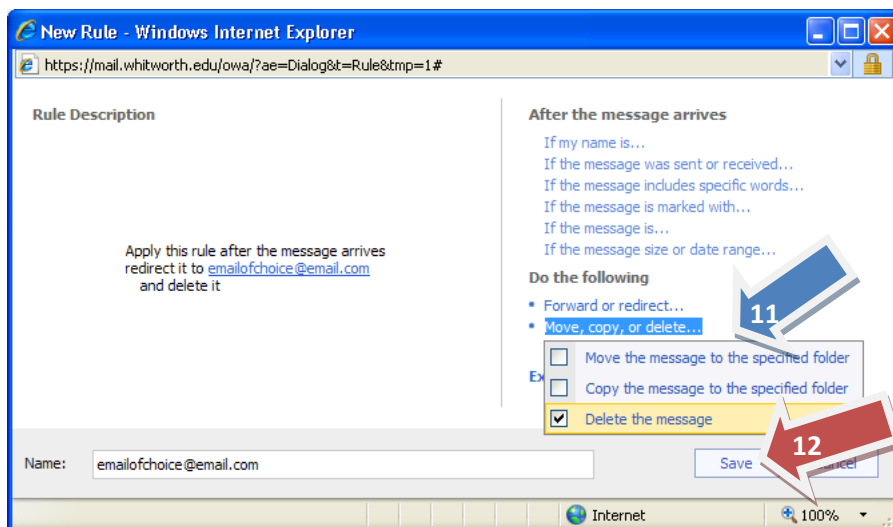 New Rule - Windows Internet Explorer
https://mail.whitworth.edu/owa/?ae=Dialog&t=Rule&tmp=1#
Rule Description
Apply this rule after the message arrives
redirect it to emailofchoice@email.com
and delete it
After the message arrives
If my name is...
If the message was sent or received...
If the message includes specific words...
If the message is marked with...
If the message is...
If the message size or date range...
Do the following
Forward or redirect...
11
Move, copy, or delete...
Move the message to the specified folder
Copy the message to the specified folder
Delete the message
12
Name: emailofchoice@email.com
Save
Internet
100%